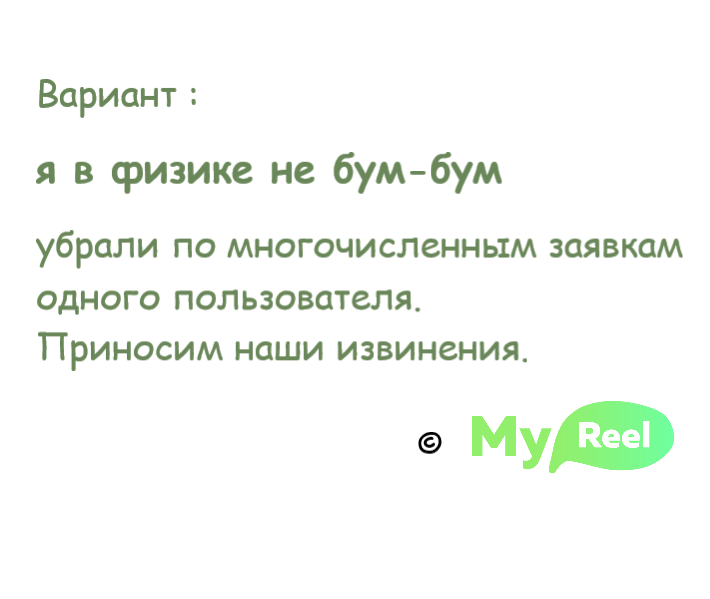 Вариант :
я в физике не бум-бум
убрали по многочисленным заявкам
одного пользователя.
Приносим наши извинения.
© My Reel